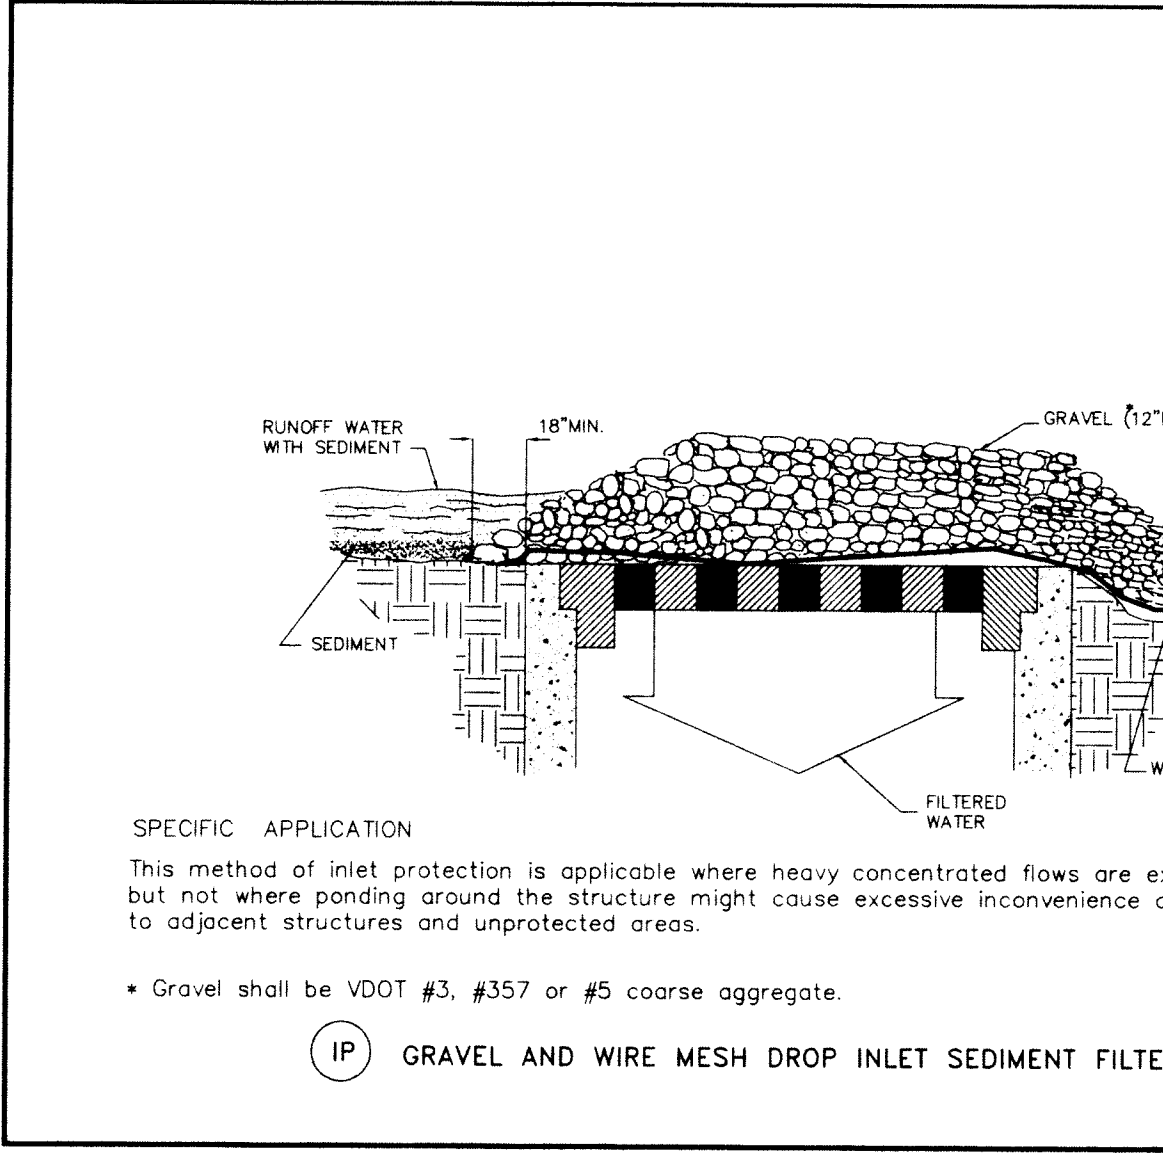 RUNOFF WATER
WITH SEDIMENT
18"MIN.
GRAVEL (12"
*
SEDIMENT
W
FILTERED
WATER
SPECIFIC APPLICATION
This method of inlet protection is applicable where heavy concentrated flows are
but not where ponding around the structure might cause excessive inconvenience
to adjacent structures and unprotected areas.
* Gravel shall be VDOT #3, #357 or #5 coarse aggregate.
IP
GRAVEL AND WIRE MESH DROP INLET SEDIMENT FILTE